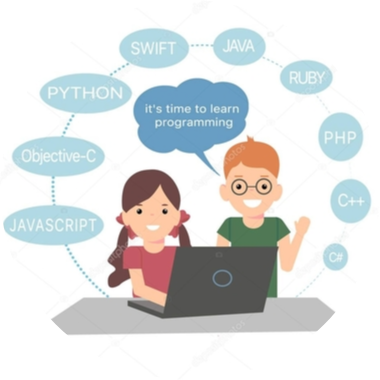 SWIFT
JAVA
RUBY
PYTHON
it's time to learn
programming
PHP
Objective-C
C++
JAVASCRIPT
C#